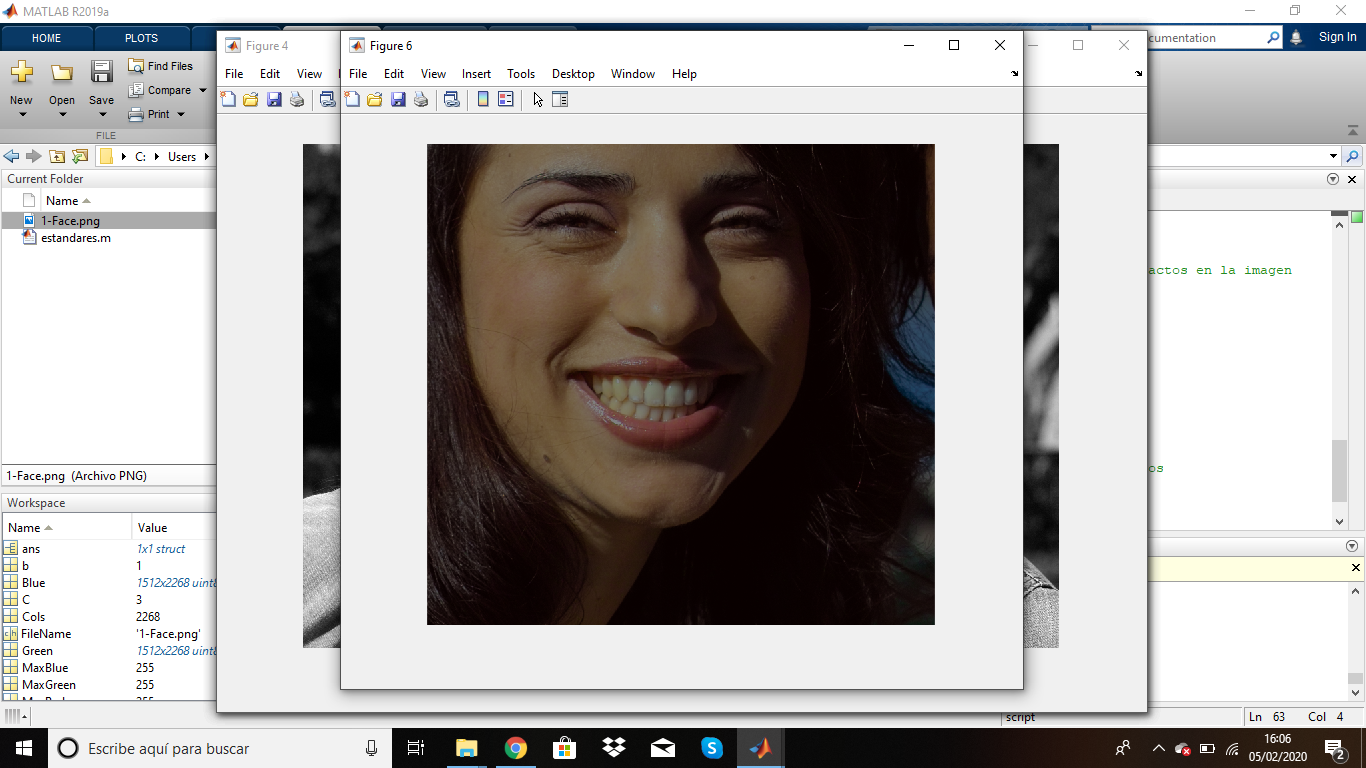 MATLAB R2019a
HOME
PLOTS
cumentation
Sign In
New
Open
Save
Find Files
Compare
Print
FILE
C:
Users
Current Folder
Name
1-Face.png
estandares.m
1-Face.png (Archivo PNG)
Workspace
Name
Value
ans
1x1 struct
b
1
Blue
1512x2268 uint8
C
3
Cols
2268
FileName
'1-Face.png'
Green
1512x2268 uint8
MaxBlue
255
MaxGreen
255
Figure 4
File
Edit
View
Figure 6
File
Edit
View
Insert
Tools
Desktop
Window
Help
actos en la imagen
os
script
Ln 63
Col 4
Escribe aquí para buscar
16:06
05/02/2020
2